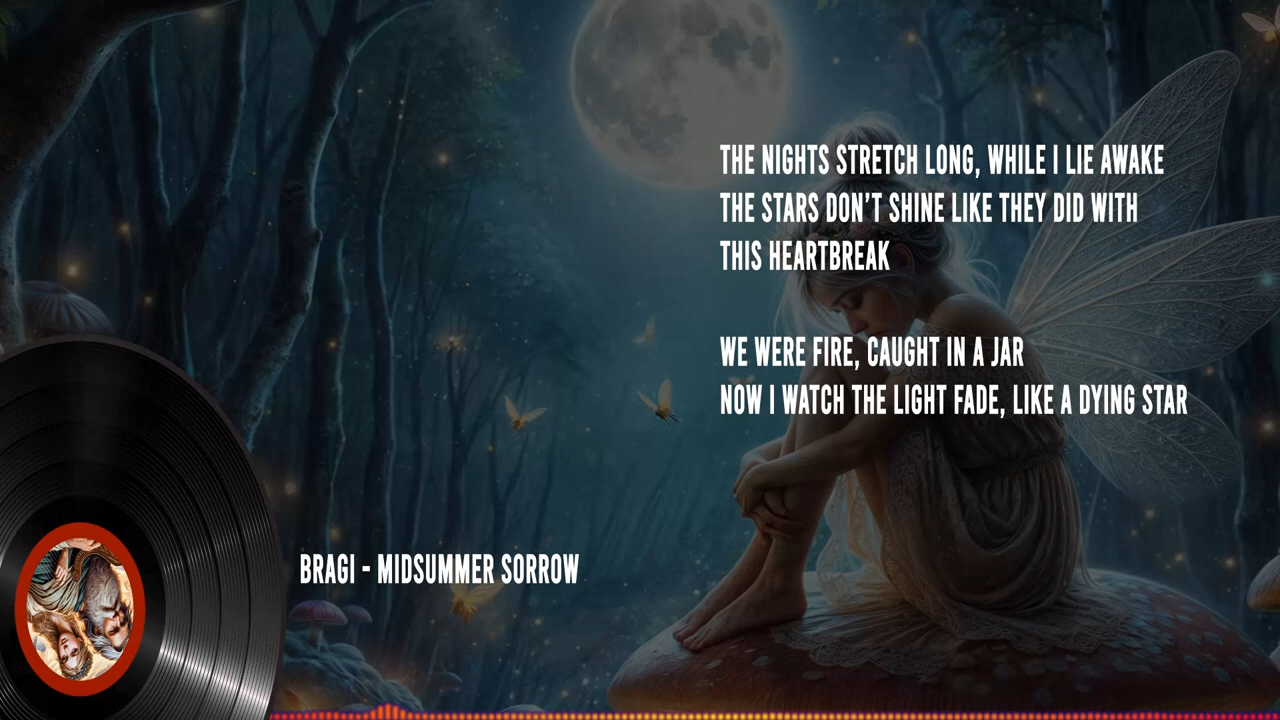 THE NIGHTS STRETCH LONG, WHILE I LIE AWAKE
THE STARS DON’T SHINE LIKE THEY DID WITH
THIS HEARTBREAK
WE WERE FIRE, CAUGHT IN A JAR
NOW I WATCH THE LIGHT FADE, LIKE A DYING STAR
BRAGI - MIDSUMMER SORROW